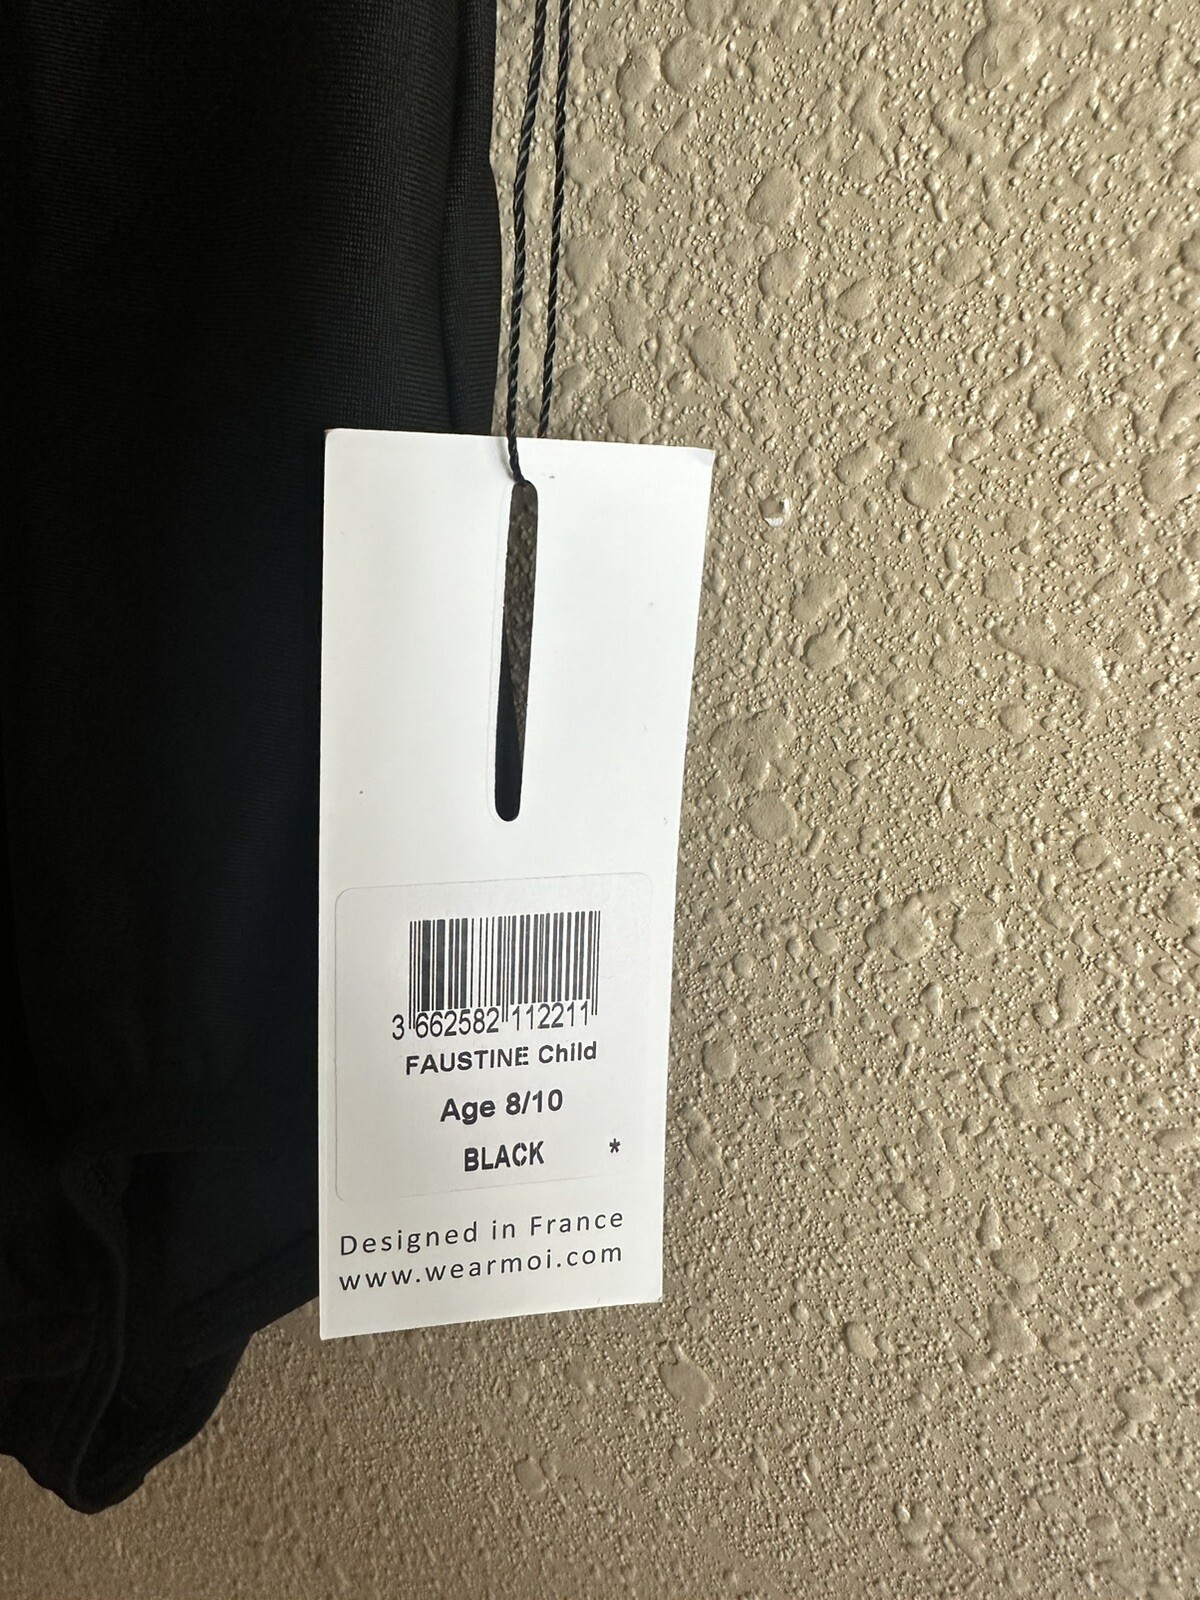 3 662582 112211
FAUSTINE Child
Age 8/10
BLACK *
Designed in France
www.wearmoi.com